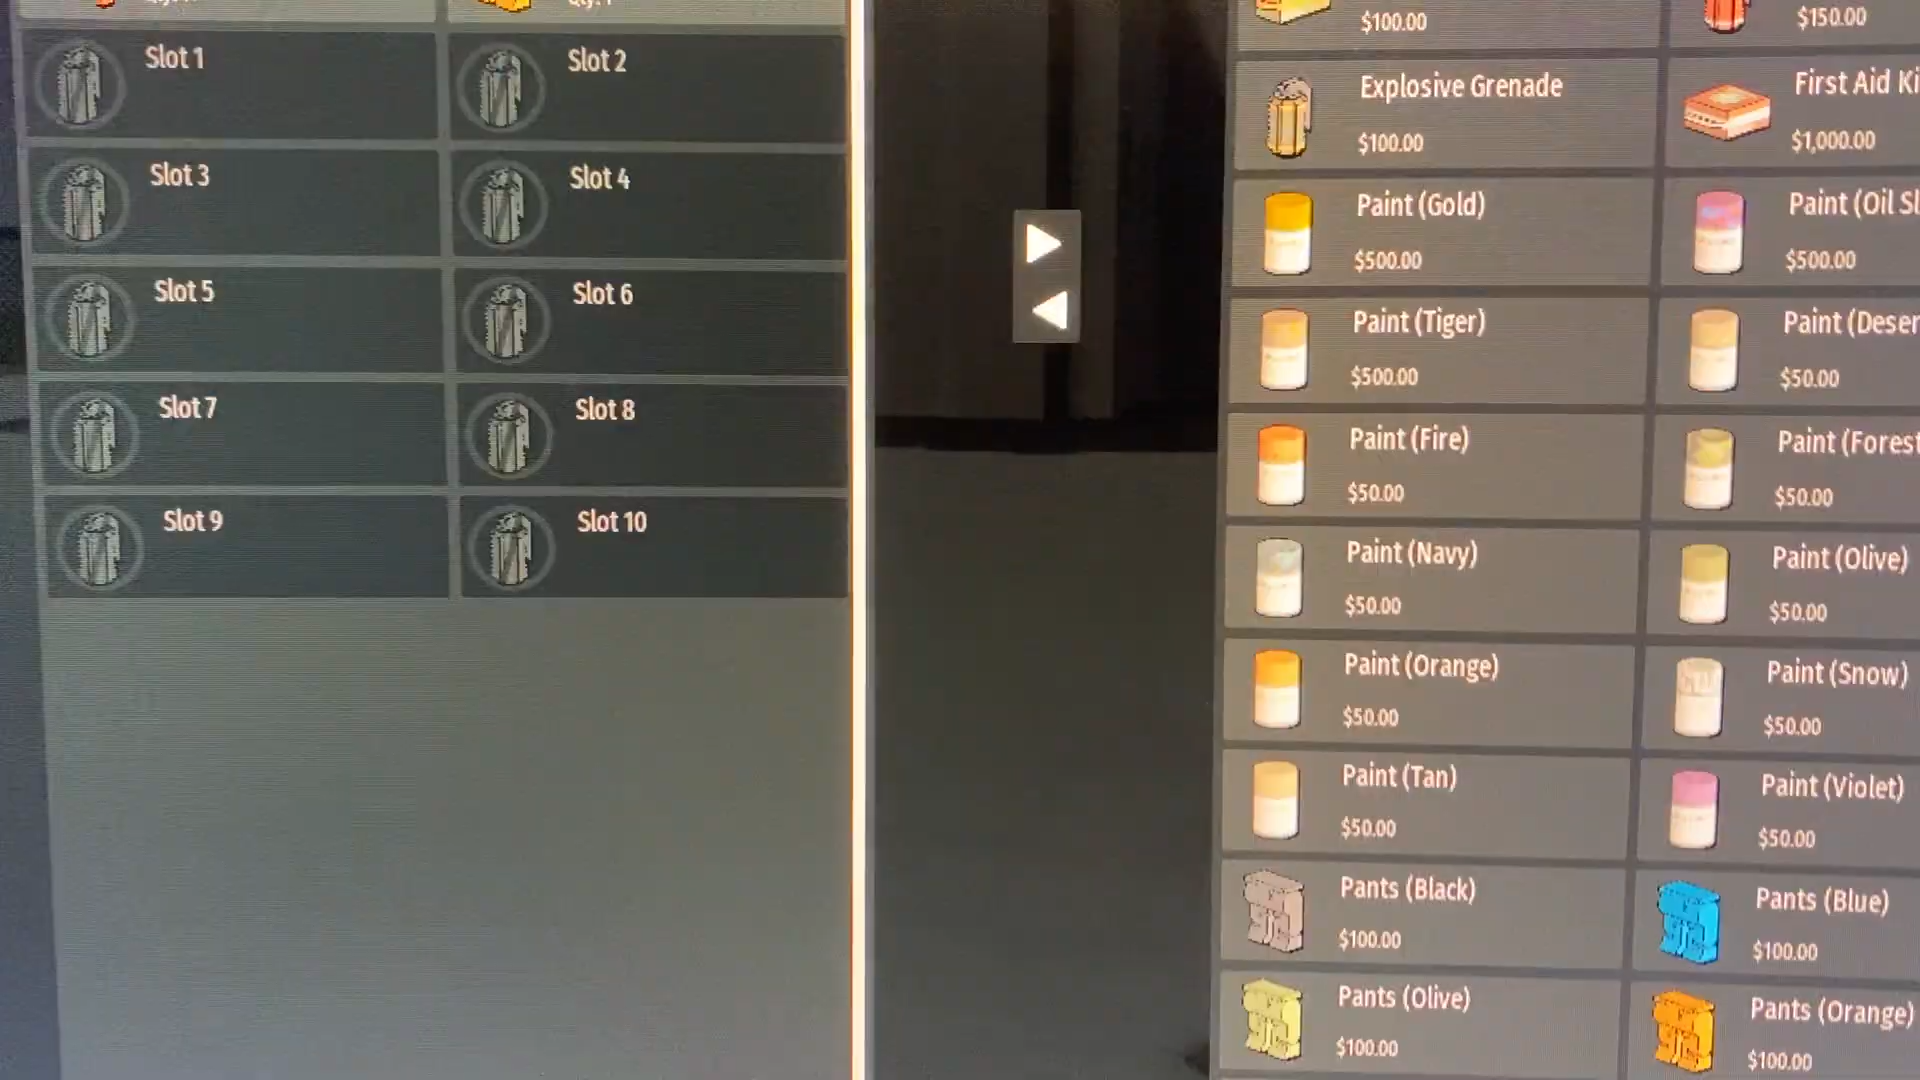 Slot 1
Slot 2
Slot 3
Slot 4
Slot 5
Slot 6
Slot 7
Slot 8
Slot 9
Slot 10
$100.00
$150.00
Explosive Grenade
$100.00
First Aid Ki
$1,000.00
Paint (Gold)
$500.00
Paint (Oil Sl
$500.00
Paint (Tiger)
$500.00
Paint (Deser
$50.00
Paint (Fire)
$50.00
Paint (Forest
$50.00
Paint (Navy)
$50.00
Paint (Olive)
$50.00
Paint (Orange)
$50.00
Paint (Snow)
$50.00
Paint (Tan)
$50.00
Paint (Violet)
$50.00
Pants (Black)
$100.00
Pants (Blue)
$100.00
Pants (Olive)
$100.00
Pants (Orange)
$100.00